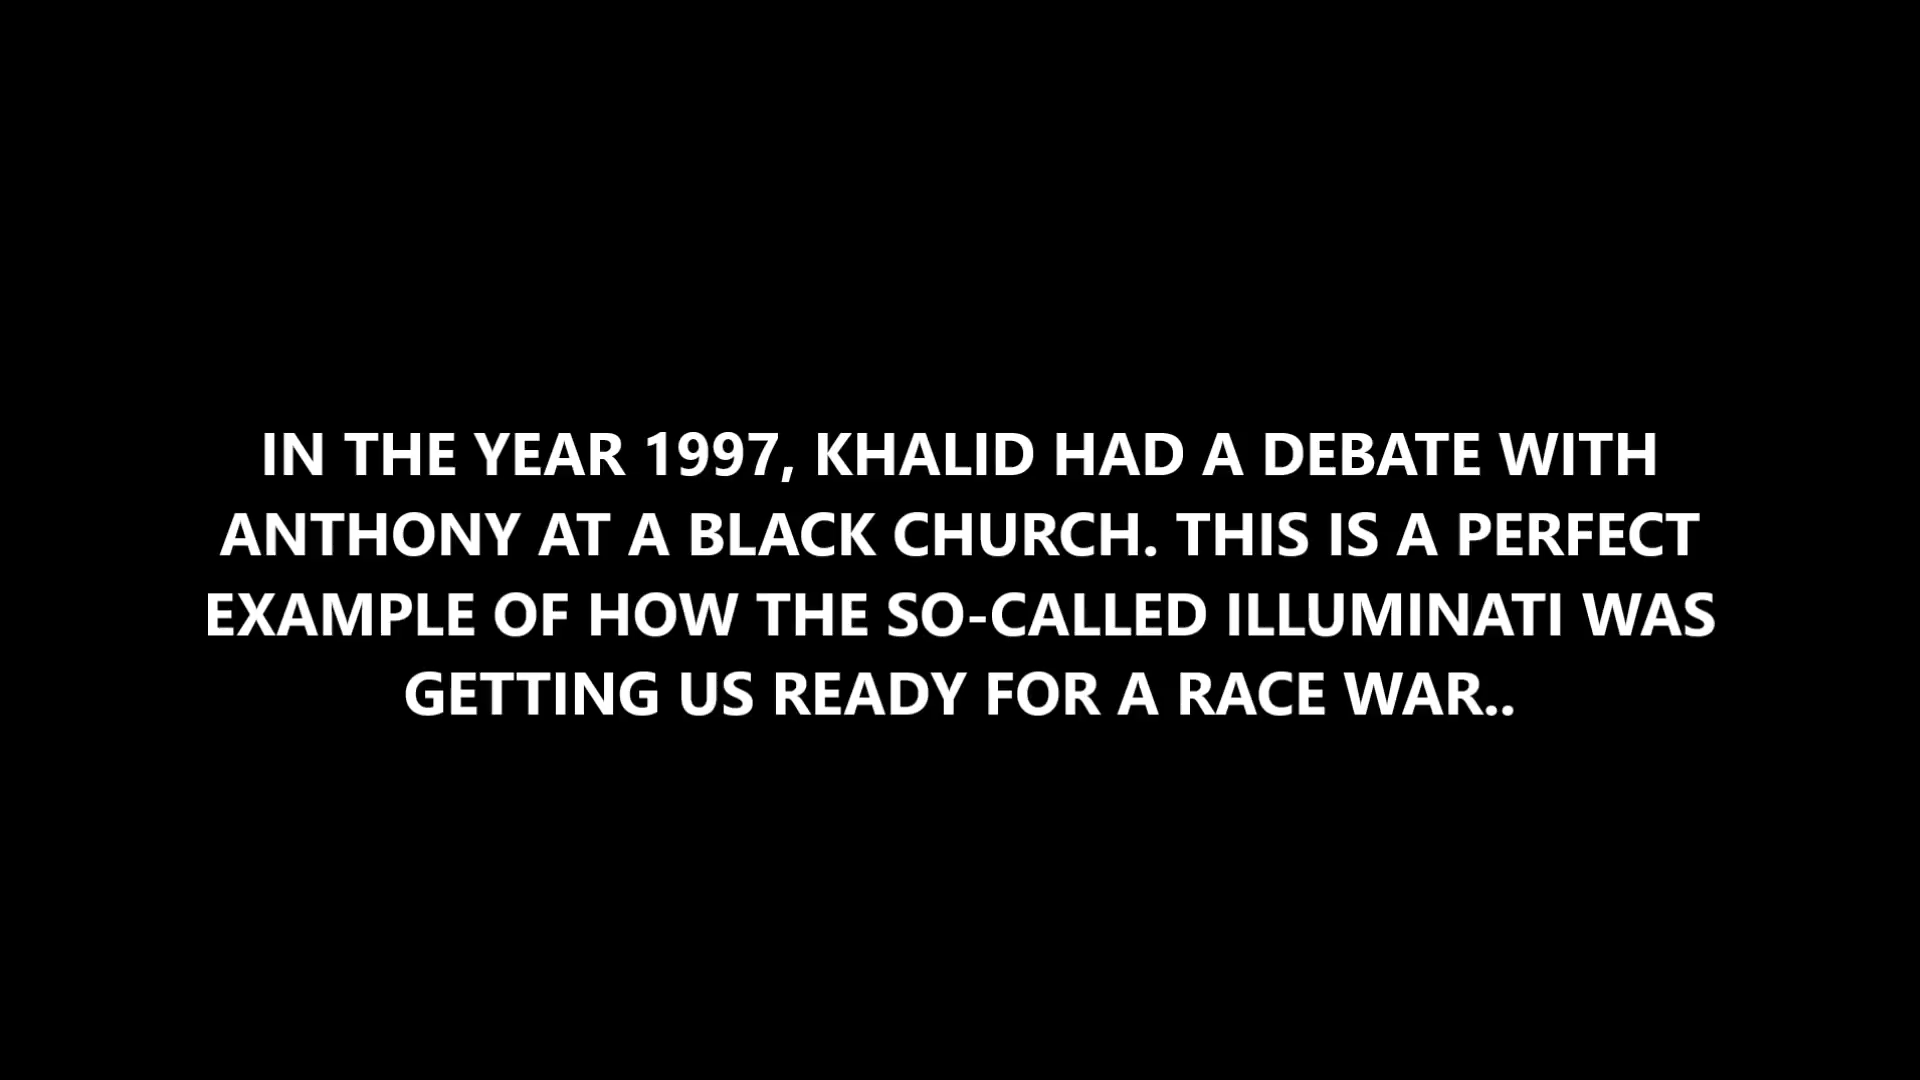 IN THE YEAR 1997, KHALID HAD A DEBATE WITH
ANTHONY AT A BLACK CHURCH. THIS IS A PERFECT
EXAMPLE OF HOW THE SO-CALLED ILLUMINATI WAS
GETTING US READY FOR A RACE WAR..